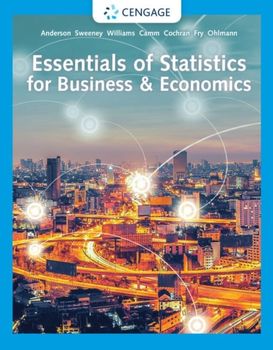 CENGAGE
Anderson Sweeney Williams Camm Cochran Fry Ohlmann
Essentials of Statistics
for Business & Economics